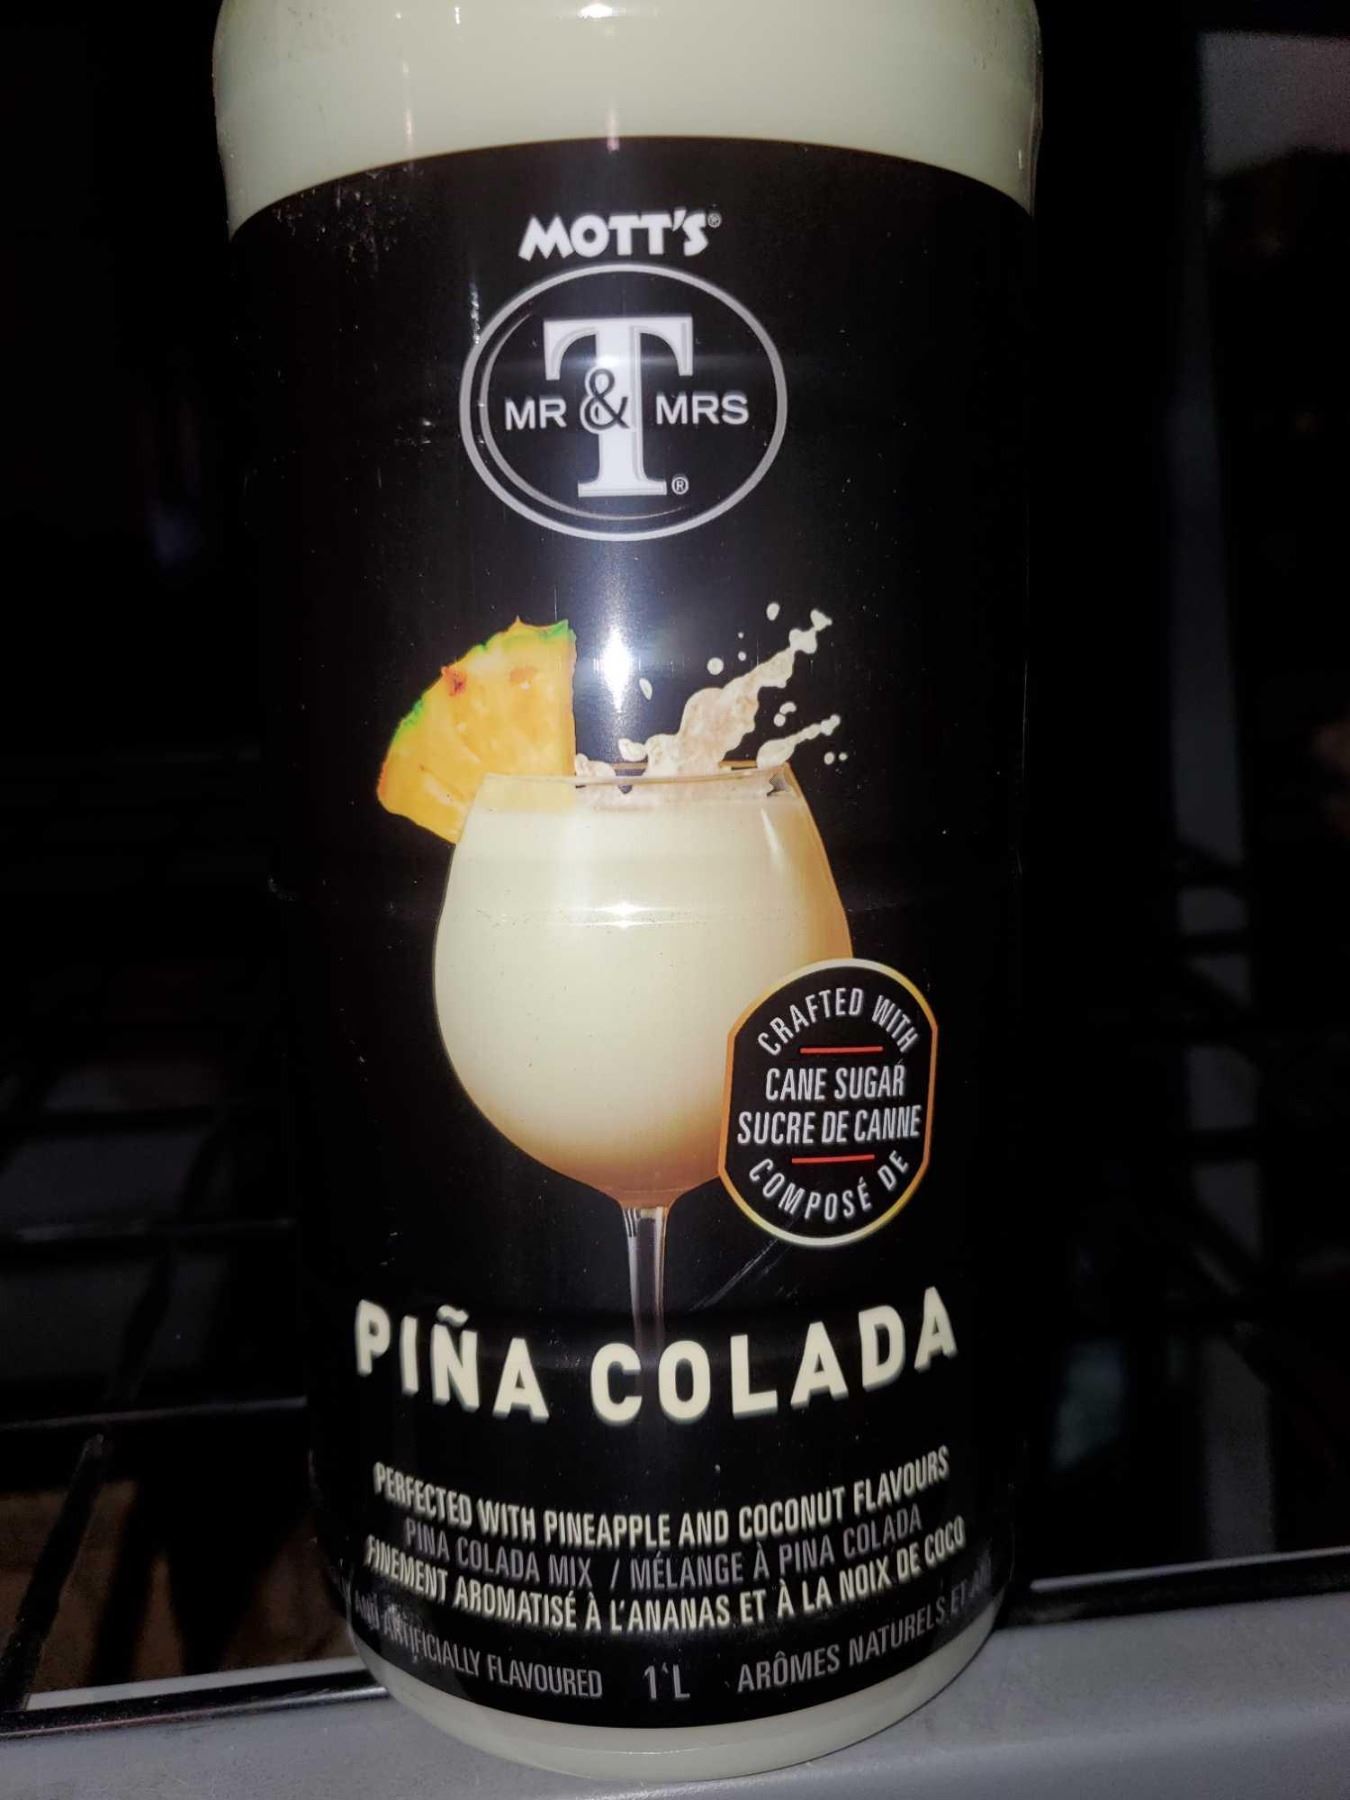 MOTT'S®
T
MR & MRS
®
CRAFTED WITH
CANE SUGAR
SUCRE DE CANNE
COMPOSÉ DE
PIÑA COLADA
PERFECTED WITH PINEAPPLE AND COCONUT FLAVOURS
PINA COLADA MIX / MÉLANGE À PINA COLADA
FINEMENT AROMATISÉ À L'ANANAS ET À LA NOIX DE COCO
AND ARTIFICIALLY FLAVOURED 1 L ARÔMES NATURELS ET